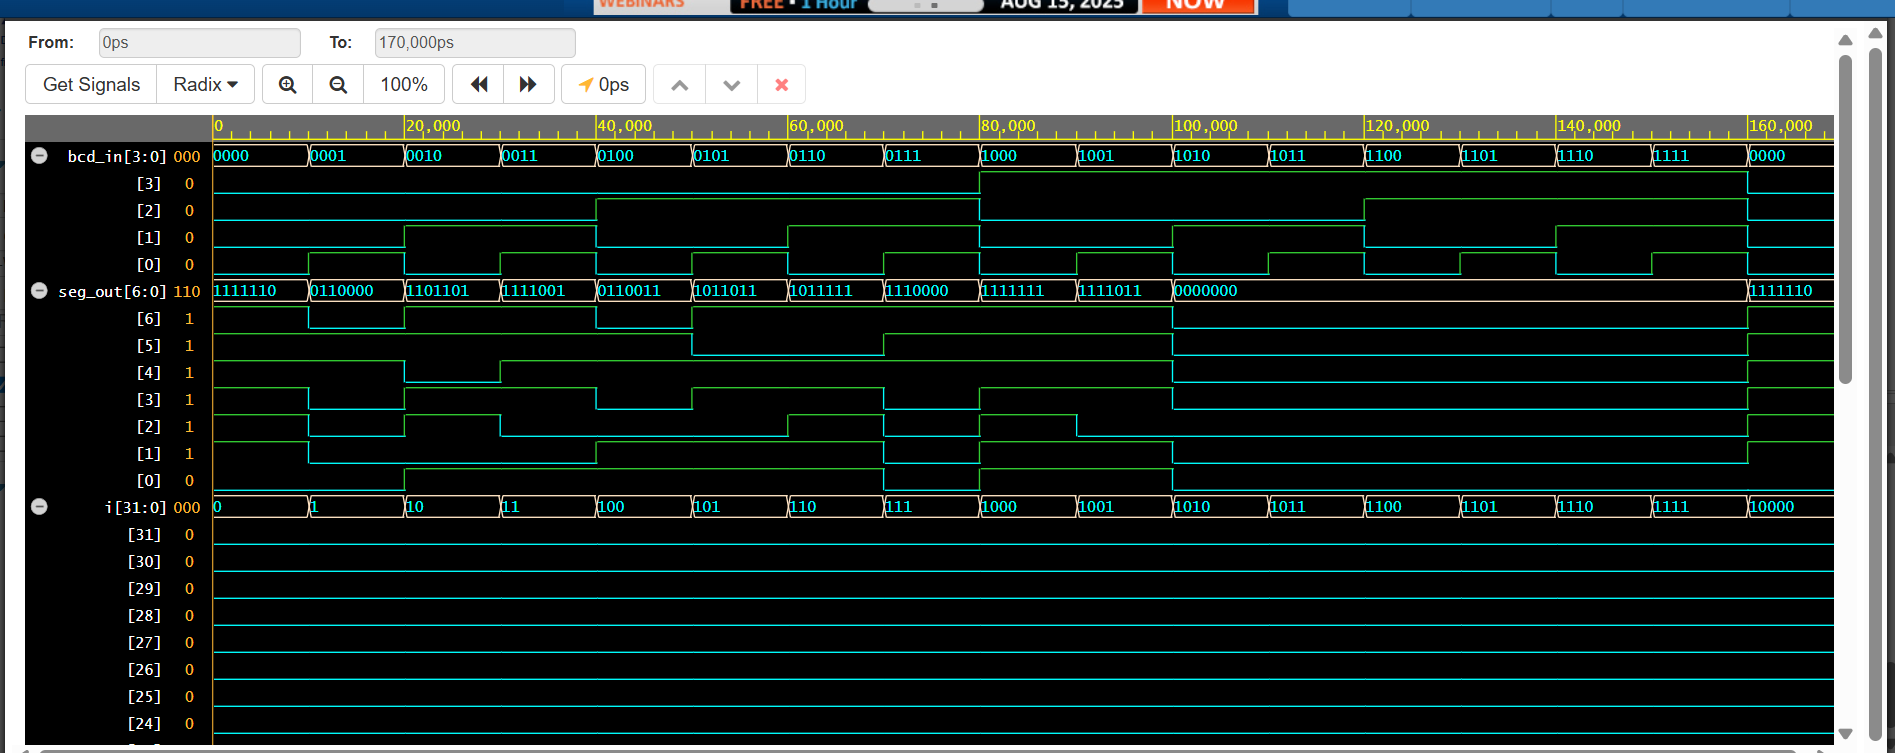 WEBINARS FREE • 1 Hour AUG 15, 2025 NOW
From: 0ps To: 170,000ps
Get Signals Radix 100% 0ps
0 20,000 40,000 60,000 80,000 100,000 120,000 140,000 160,000
bcd_in[3:0] 000 0000 0001 0010 0011 0100 0101 0110 0111 1000 1001 1010 1011 1100 1101 1110 1111 0000
[3] 0
[2] 0
[1] 0
[0] 0
seg_out[6:0] 110 1111110 0110000 1101101 1111001 0110011 1011011 1011111 1110000 1111111 1111011 0000000 1111110
[6] 1
[5] 1
[4] 1
[3] 1
[2] 1
[1] 1
[0] 0
i[31:0] 000 0 1 10 11 100 101 110 111 1000 1001 1010 1011 1100 1101 1110 1111 10000
[31] 0
[30] 0
[29] 0
[28] 0
[27] 0
[26] 0
[25] 0
[24] 0